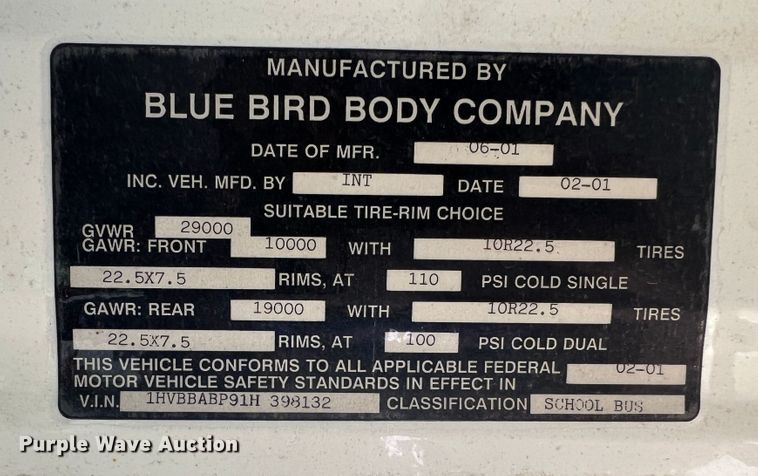 MANUFACTURED BY
BLUE BIRD BODY COMPANY
DATE OF MFR. 06-01
INC. VEH. MFD. BY INT DATE 02-01
SUITABLE TIRE-RIM CHOICE
GVWR 29000
GAWR: FRONT 10000 WITH 10R22.5 TIRES
22.5X7.5 RIMS, AT 110 PSI COLD SINGLE
GAWR: REAR 19000 WITH 10R22.5 TIRES
22.5X7.5 RIMS, AT 100 PSI COLD DUAL
THIS VEHICLE CONFORMS TO ALL APPLICABLE FEDERAL 02-01
MOTOR VEHICLE SAFETY STANDARDS IN EFFECT IN
V.I.N. 1HVBBABP91H 398132 CLASSIFICATION SCHOOL BUS
Purple Wave Auction